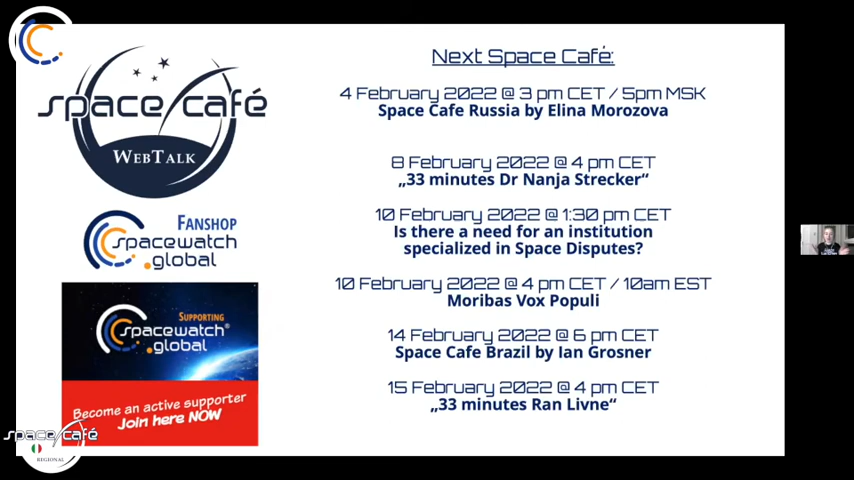 space café
WEBTALK
FANSHOP
spacewatch
.global
SUPPORTING
spacewatch®
.global
Become an active supporter
Join here NOW
space café
REGIONAL
Next Space Café:
4 February 2022 @ 3 pm CET / 5pm MSK
Space Cafe Russia by Elina Morozova
8 February 2022 @ 4 pm CET
„33 minutes Dr Nanja Strecker“
10 February 2022 @ 1:30 pm CET
Is there a need for an institution
specialized in Space Disputes?
10 February 2022 @ 4 pm CET / 10am EST
Moribas Vox Populi
14 February 2022 @ 6 pm CET
Space Cafe Brazil by Ian Grosner
15 February 2022 @ 4 pm CET
„33 minutes Ran Livne“